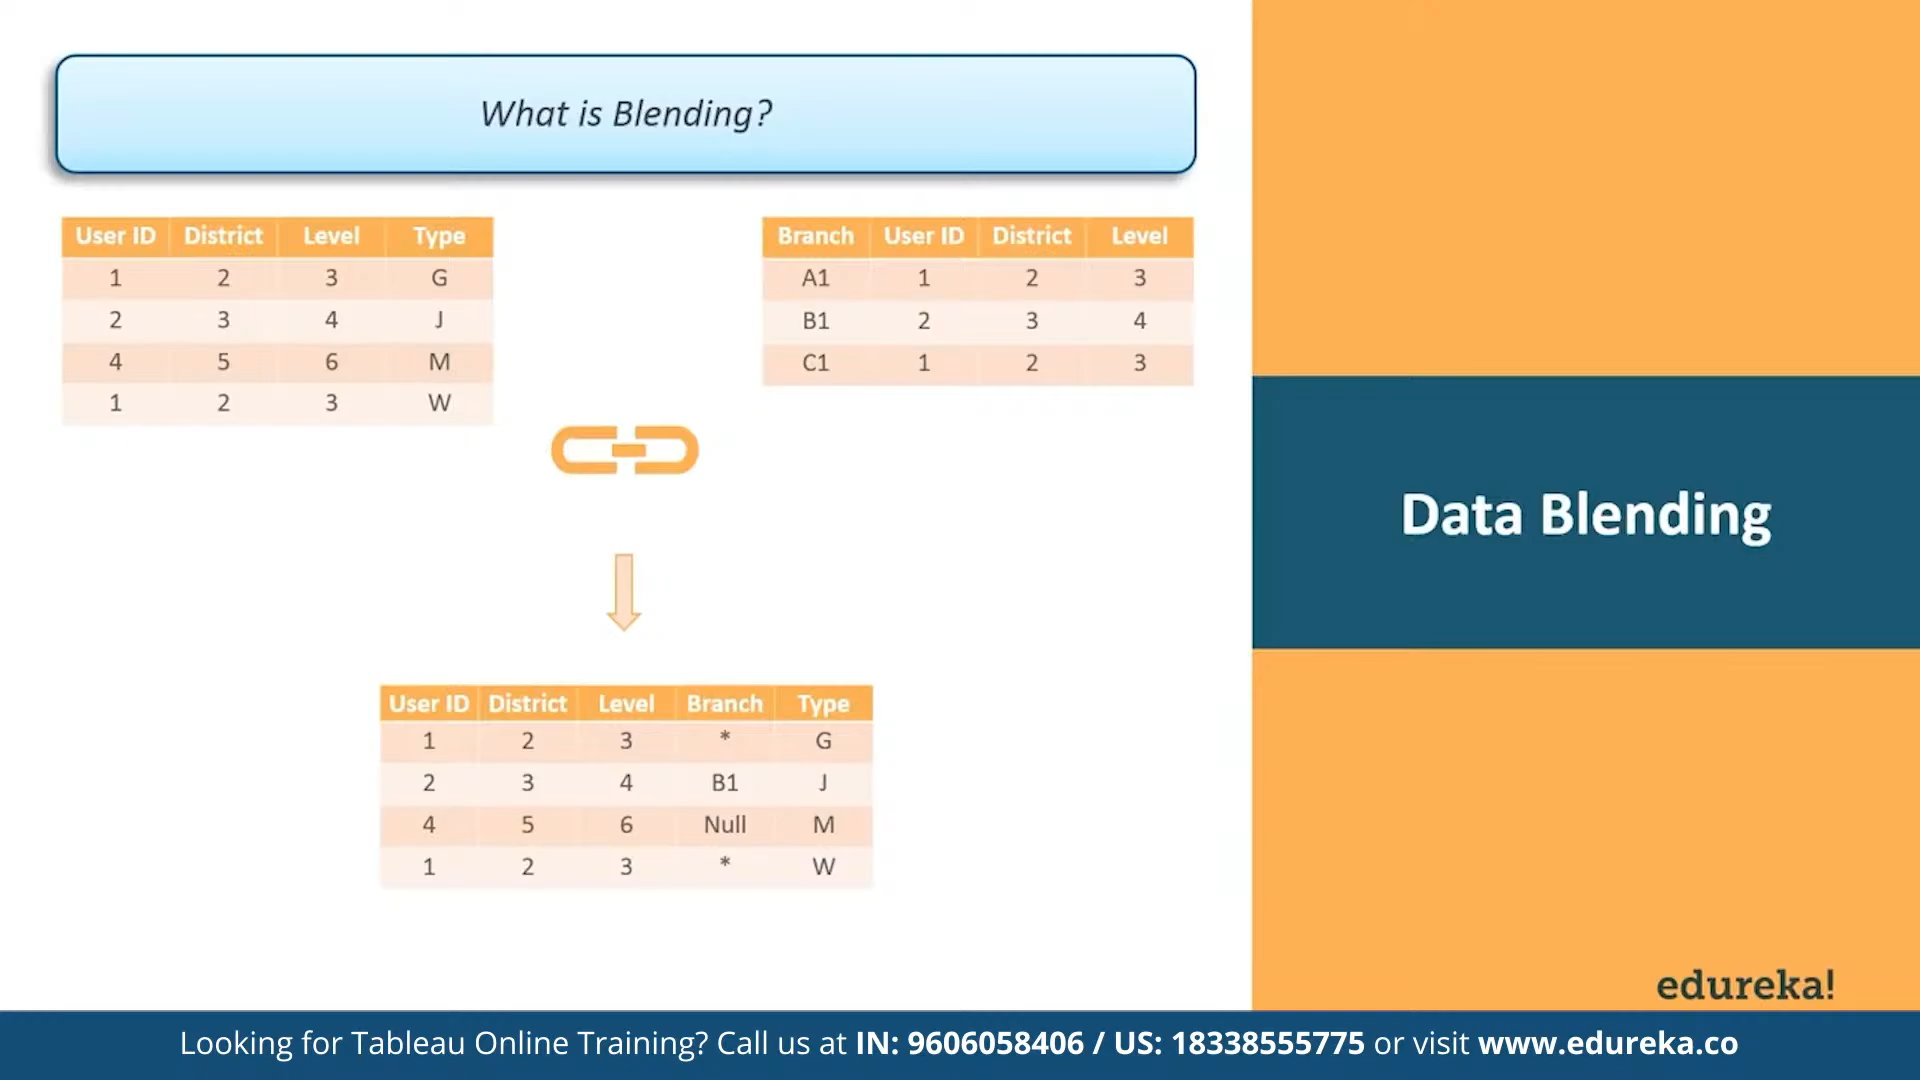 What is Blending?
User ID District Level Type
1 2 3 G
2 3 4 J
4 5 6 M
1 2 3 W
Branch User ID District Level
A1 1 2 3
B1 2 3 4
C1 1 2 3
User ID District Level Branch Type
1 2 3 * G
2 3 4 B1 J
4 5 6 Null M
1 2 3 * W
Data Blending
edureka!
Looking for Tableau Online Training? Call us at IN: 9606058406 / US: 18338555775 or visit www.edureka.co